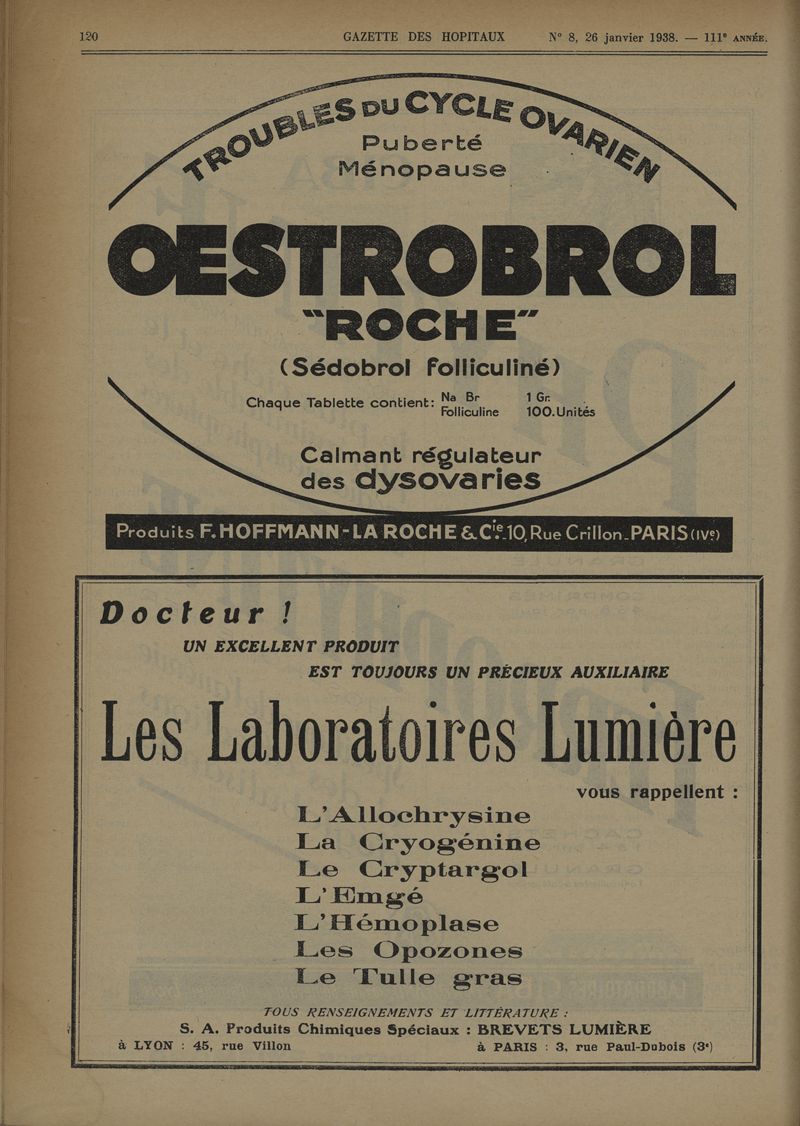 120 GAZETTE DES HOPITAUX N° 8, 26 janvier 1938. — 111e ANNÉE.
TROUBLES DU CYCLE OVARIEN
Puberté
Ménopause
OESTROBROL
"ROCHE"
(Sédobrol folliculiné)
Chaque Tablette contient: Na Br 1 Gr.
Folliculine 100.Unités
Calmant régulateur
des dysovaries
Produits F. HOFFMANN-LA ROCHE & Cie. 10, Rue Crillon. PARIS (IVe)
Docteur !
UN EXCELLENT PRODUIT
EST TOUJOURS UN PRÉCIEUX AUXILIAIRE
Les Laboratoires Lumière
vous rappellent :
L'Allochrysine
La Cryogénine
Le Cryptargol
L'Emgé
L'Hémoplase
Les Opozones
Le Tulle gras
TOUS RENSEIGNEMENTS ET LITTÉRATURE :
S. A. Produits Chimiques Spéciaux : BREVETS LUMIÈRE
à LYON : 45, rue Villon à PARIS : 3, rue Paul-Dubois (3e)